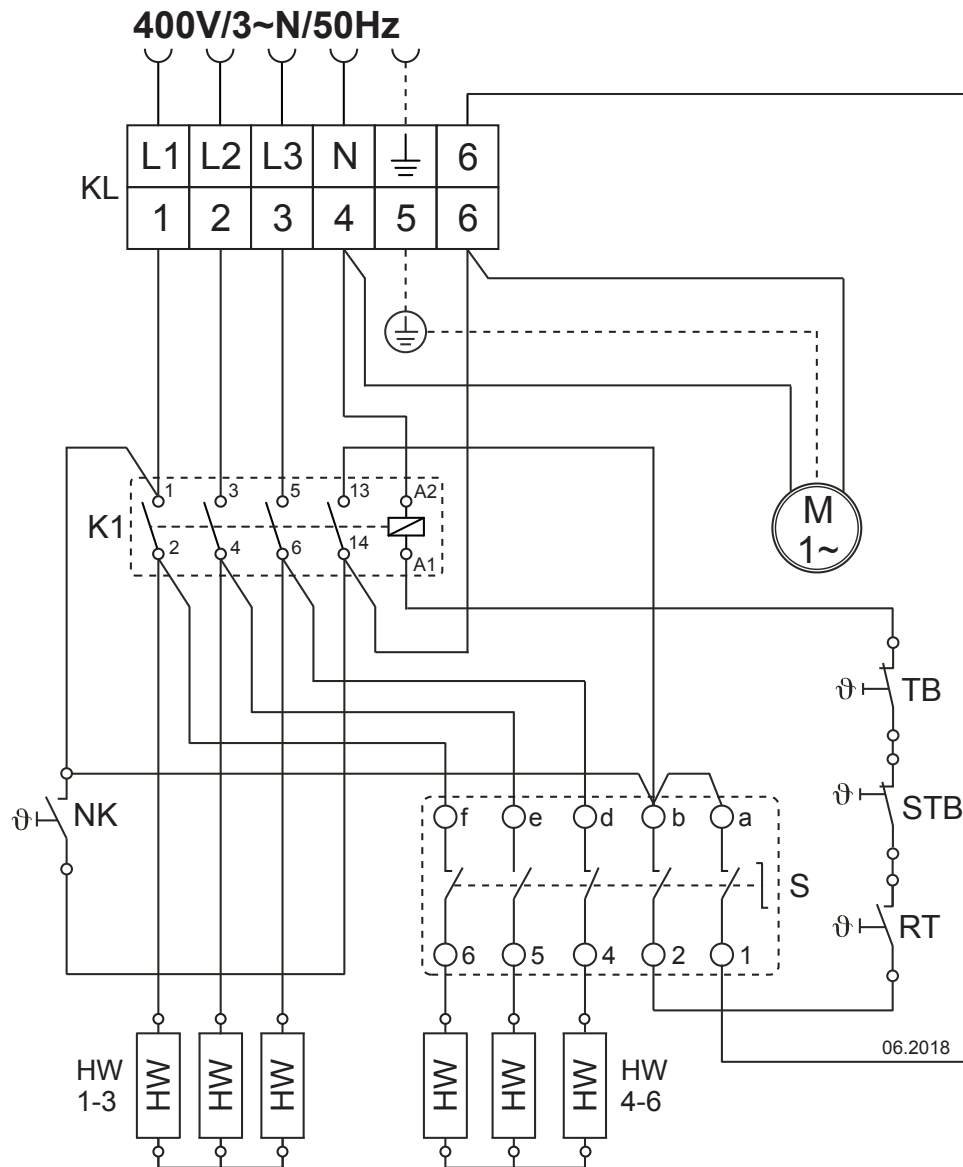 400V/3~N/50Hz
L1 L2 L3 N 6
KL
1 2 3 4 5 6
1 3 5 13 A2
K1
2 4 6 14 A1
M
1~
ϑ TB
ϑ NK
ϑ STB
f e d b a
S
ϑ RT
6 5 4 2 1
06.2018
HW
1-3
HW HW HW
HW HW HW
HW
4-6